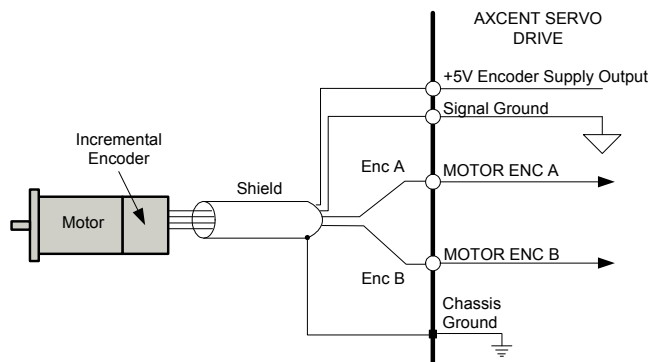 AXCENT SERVO
DRIVE
+5V Encoder Supply Output
Signal Ground
Incremental
Encoder
Enc A
MOTOR ENC A
Shield
Motor
MOTOR ENC B
Enc B
Chassis
Ground